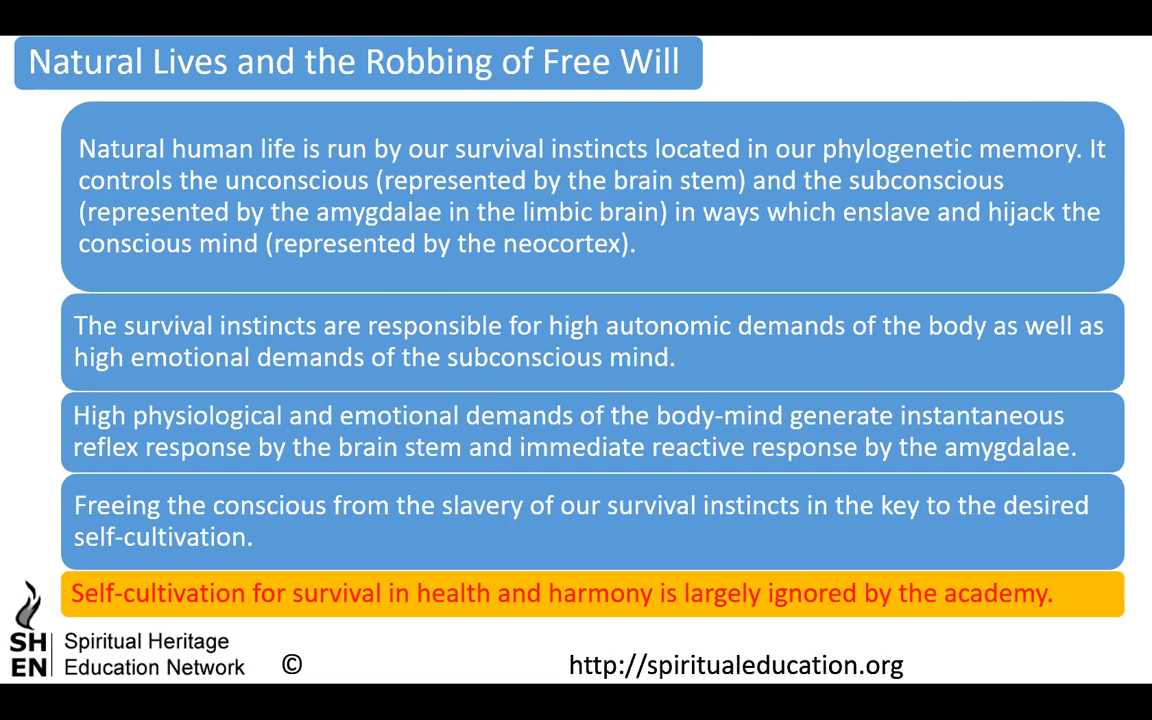 Natural Lives and the Robbing of Free Will
Natural human life is run by our survival instincts located in our phylogenetic memory. It
controls the unconscious (represented by the brain stem) and the subconscious
(represented by the amygdalae in the limbic brain) in ways which enslave and hijack the
conscious mind (represented by the neocortex).
The survival instincts are responsible for high autonomic demands of the body as well as
high emotional demands of the subconscious mind.
High physiological and emotional demands of the body-mind generate instantaneous
reflex response by the brain stem and immediate reactive response by the amygdalae.
Freeing the conscious from the slavery of our survival instincts in the key to the desired
self-cultivation.
Self-cultivation for survival in health and harmony is largely ignored by the academy.
SH Spiritual Heritage
EN Education Network © http://spiritualeducation.org